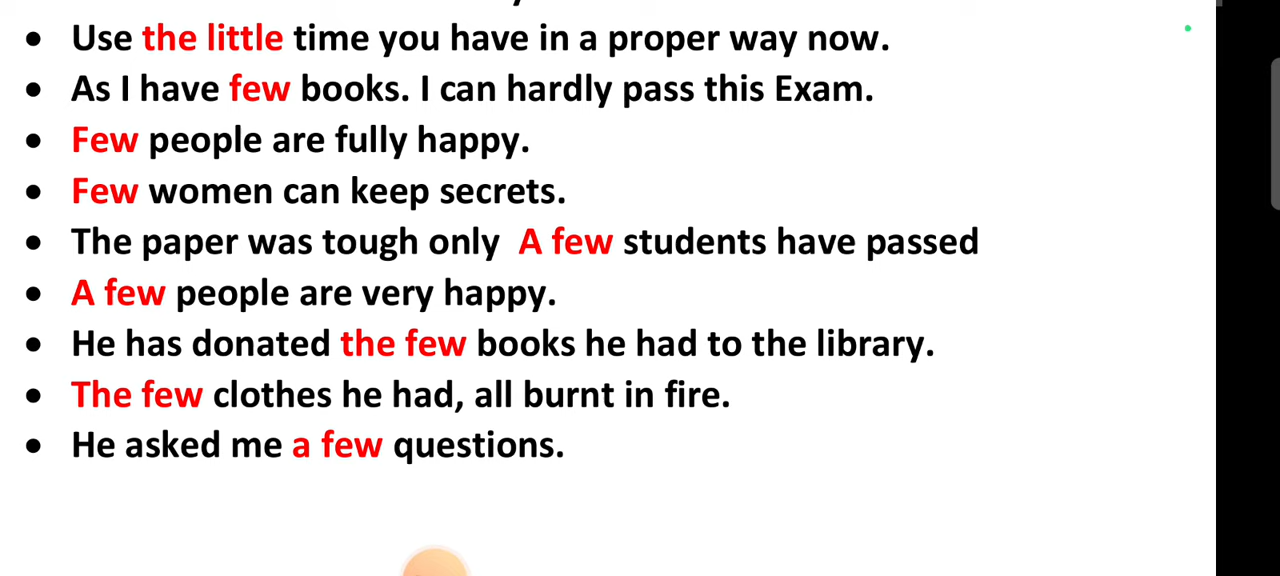 • Use the little time you have in a proper way now.
• As I have few books. I can hardly pass this Exam.
• Few people are fully happy.
• Few women can keep secrets.
• The paper was tough only  A few students have passed
• A few people are very happy.
• He has donated the few books he had to the library.
• The few clothes he had, all burnt in fire.
• He asked me a few questions.